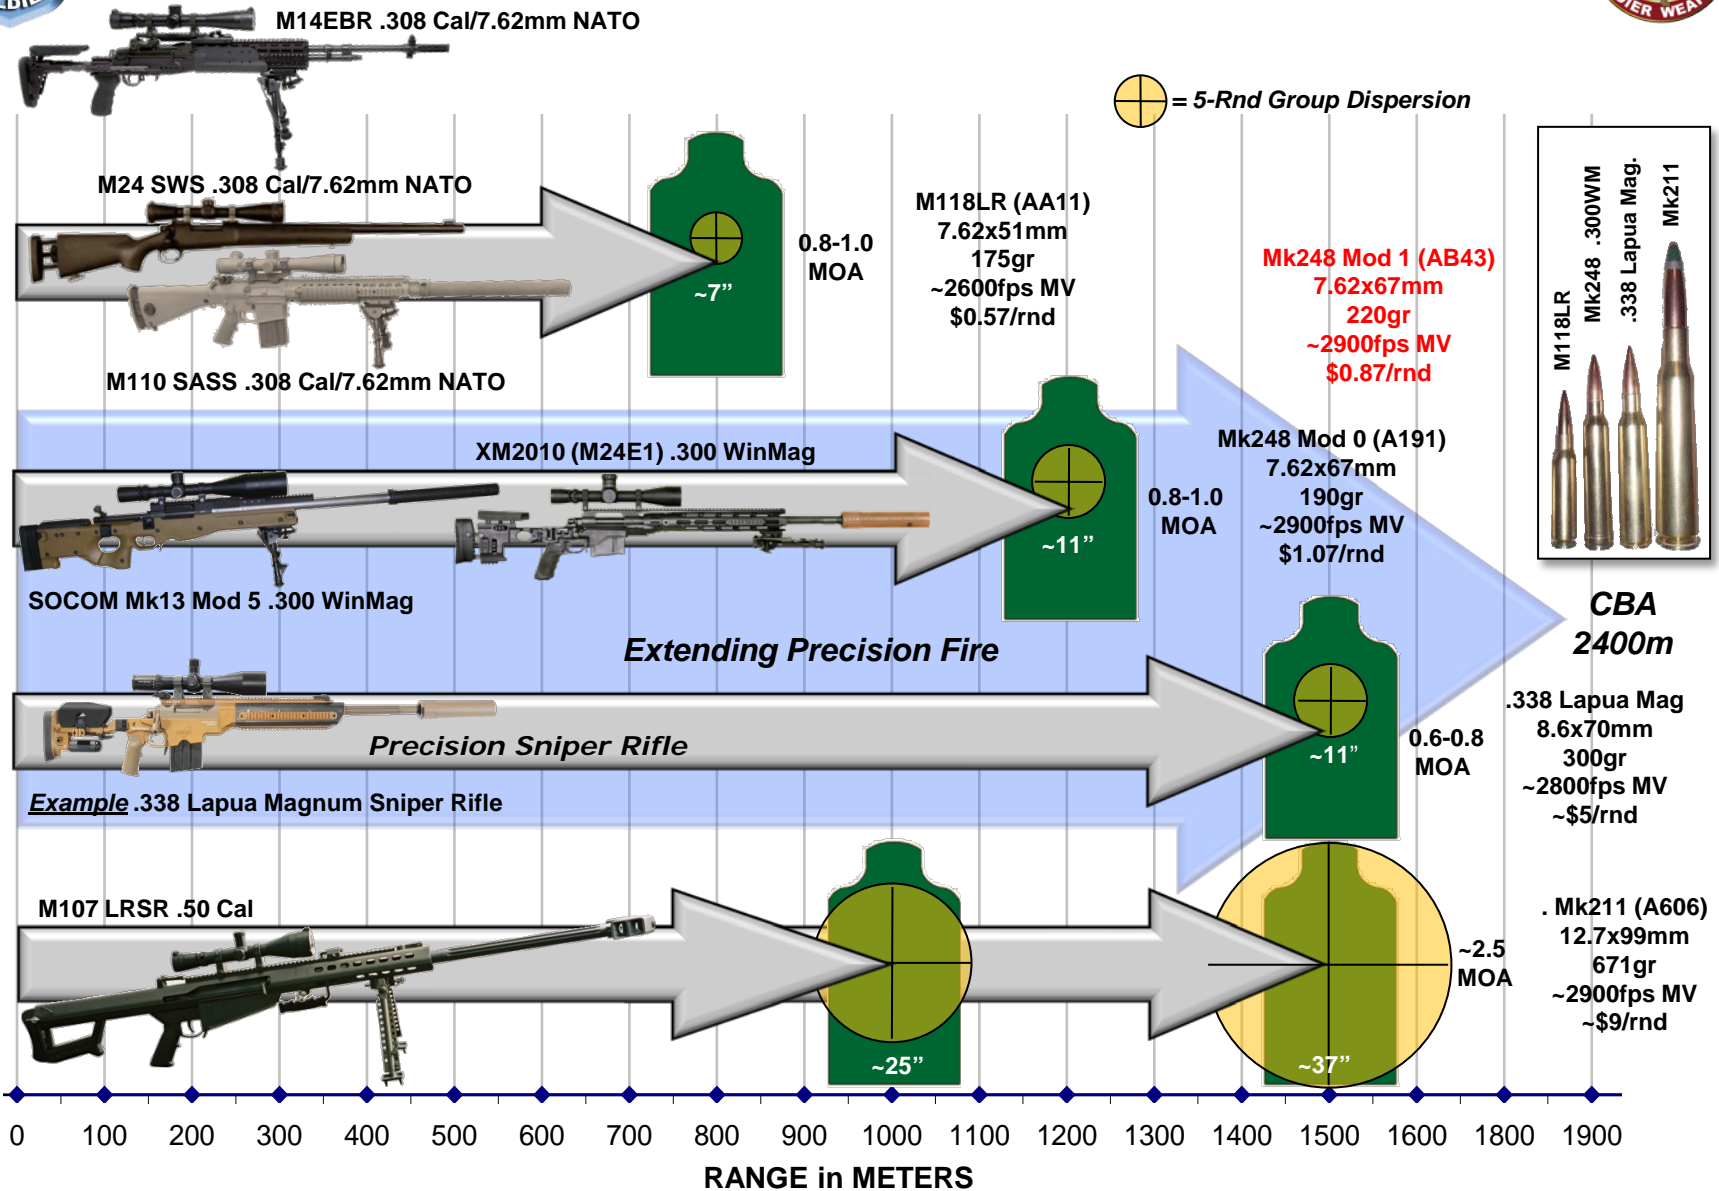 DIE
ER WEAP
M14EBR .308 Cal/7.62mm NATO
= 5-Rnd Group Dispersion
M24 SWS .308 Cal/7.62mm NATO
M110 SASS .308 Cal/7.62mm NATO
~7”
0.8-1.0
MOA
M118LR (AA11)
7.62x51mm
175gr
~2600fps MV
$0.57/rnd
Mk248 Mod 1 (AB43)
7.62x67mm
220gr
~2900fps MV
$0.87/rnd
M118LR
Mk248 .300WM
.338 Lapua Mag.
Mk211
XM2010 (M24E1) .300 WinMag
SOCOM Mk13 Mod 5 .300 WinMag
~11”
0.8-1.0
MOA
Mk248 Mod 0 (A191)
7.62x67mm
190gr
~2900fps MV
$1.07/rnd
CBA
2400m
Extending Precision Fire
Precision Sniper Rifle
Example .338 Lapua Magnum Sniper Rifle
~11”
0.6-0.8
MOA
.338 Lapua Mag
8.6x70mm
300gr
~2800fps MV
~$5/rnd
M107 LRSR .50 Cal
~25”
~37”
~2.5
MOA
. Mk211 (A606)
12.7x99mm
671gr
~2900fps MV
~$9/rnd
0 100 200 300 400 500 600 700 800 900 1000 1100 1200 1300 1400 1500 1600 1700 1800 1900
RANGE in METERS